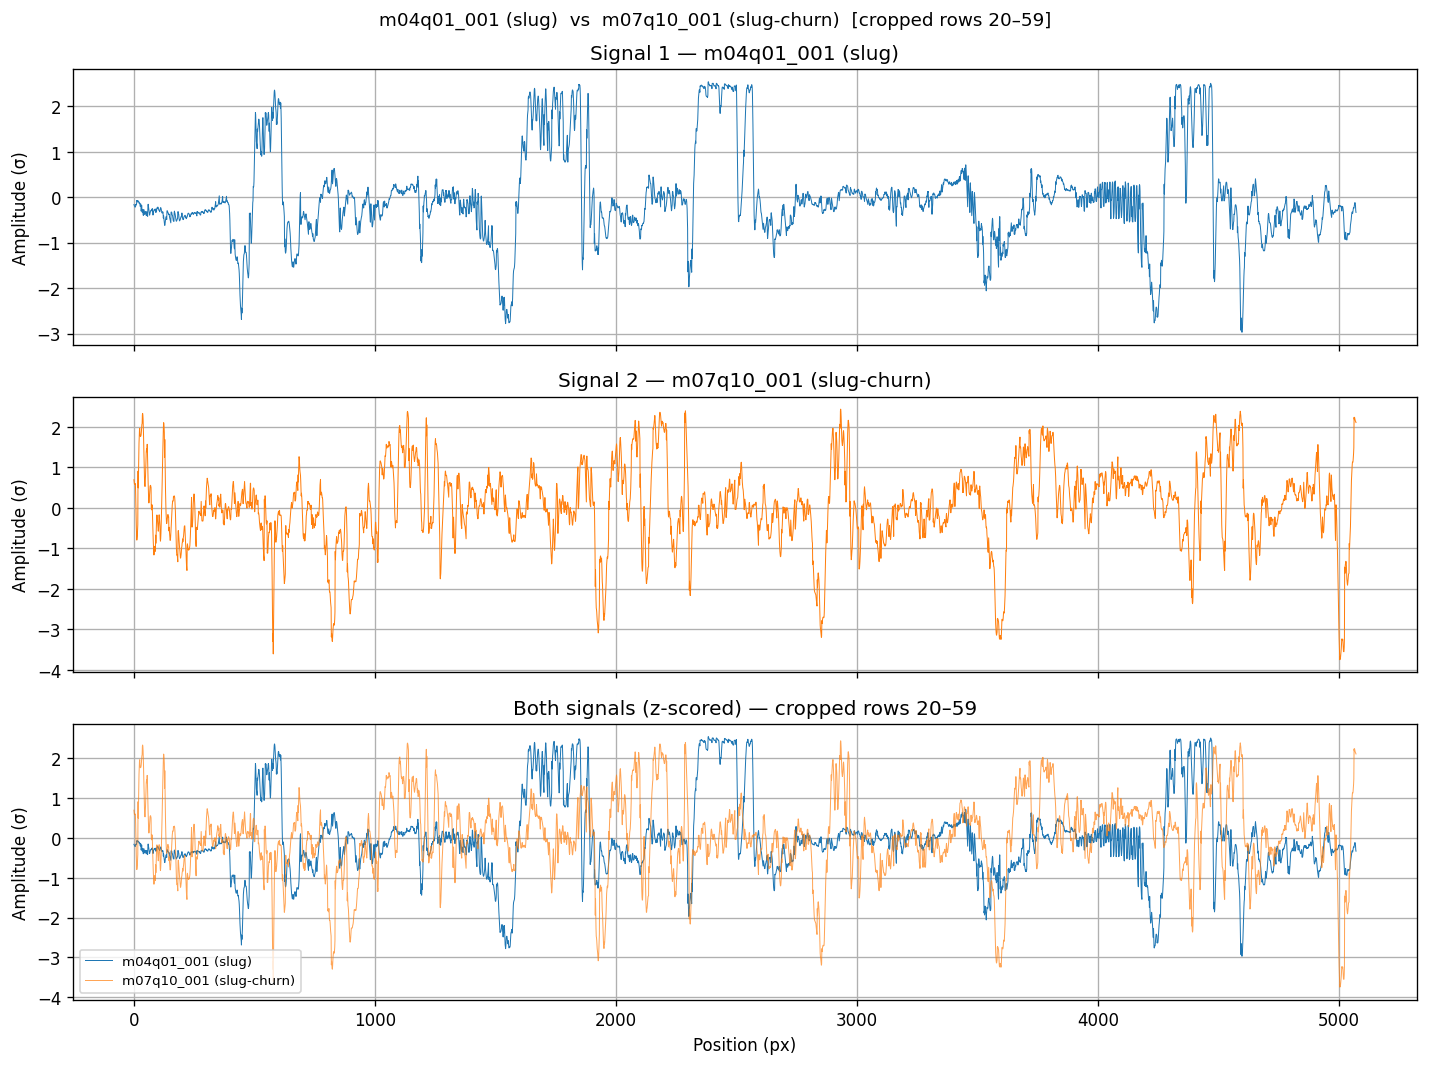 m04q01_001 (slug)  vs  m07q10_001 (slug-churn)  [cropped rows 20–59]
Signal 1 — m04q01_001 (slug)
Amplitude (σ)
2
1
0
−1
−2
−3
Signal 2 — m07q10_001 (slug-churn)
Amplitude (σ)
2
1
0
−1
−2
−3
−4
Both signals (z-scored) — cropped rows 20–59
Amplitude (σ)
2
1
0
−1
−2
−3
−4
m04q01_001 (slug)
m07q10_001 (slug-churn)
0 1000 2000 3000 4000 5000
Position (px)